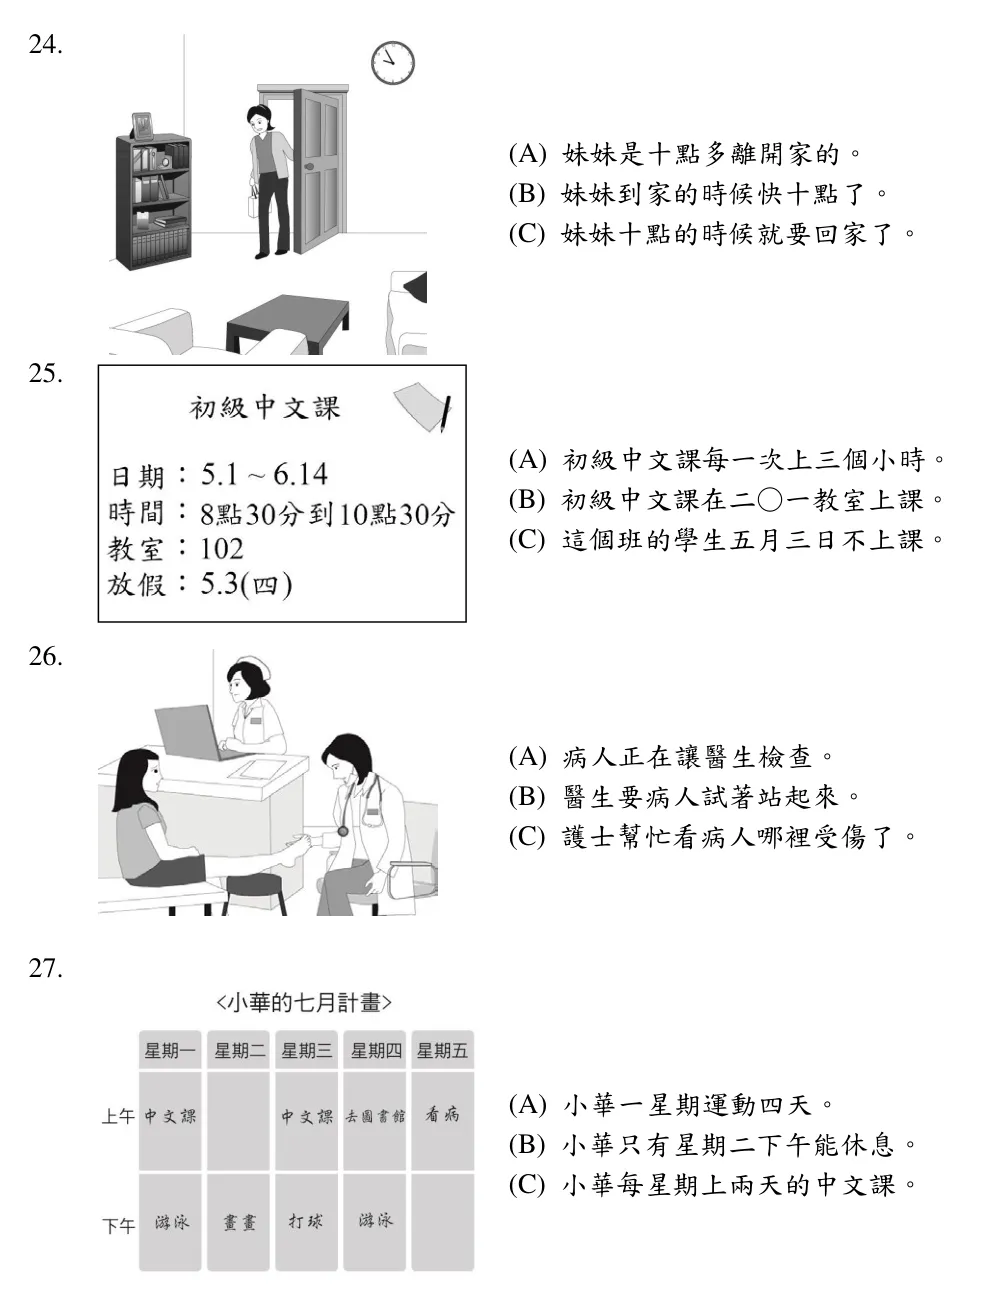 24.
(A) 妹妹是十點多離開家的。
(B) 妹妹到家的時候快十點了。
(C) 妹妹十點的時候就要回家了。
25.
初級中文課
日期：5.1 ~ 6.14
時間：8點30分到10點30分
教室：102
放假：5.3(四)
(A) 初級中文課每一次上三個小時。
(B) 初級中文課在二〇一教室上課。
(C) 這個班的學生五月三日不上課。
26.
(A) 病人正在讓醫生檢查。
(B) 醫生要病人試著站起來。
(C) 護士幫忙看病人哪裡受傷了。
27.
<小華的七月計畫>
星期一 星期二 星期三 星期四 星期五
上午 中文課 中文課 去圖書館 看病
下午 游泳 畫畫 打球 游泳
(A) 小華一星期運動四天。
(B) 小華只有星期二下午能休息。
(C) 小華每星期上兩天的中文課。